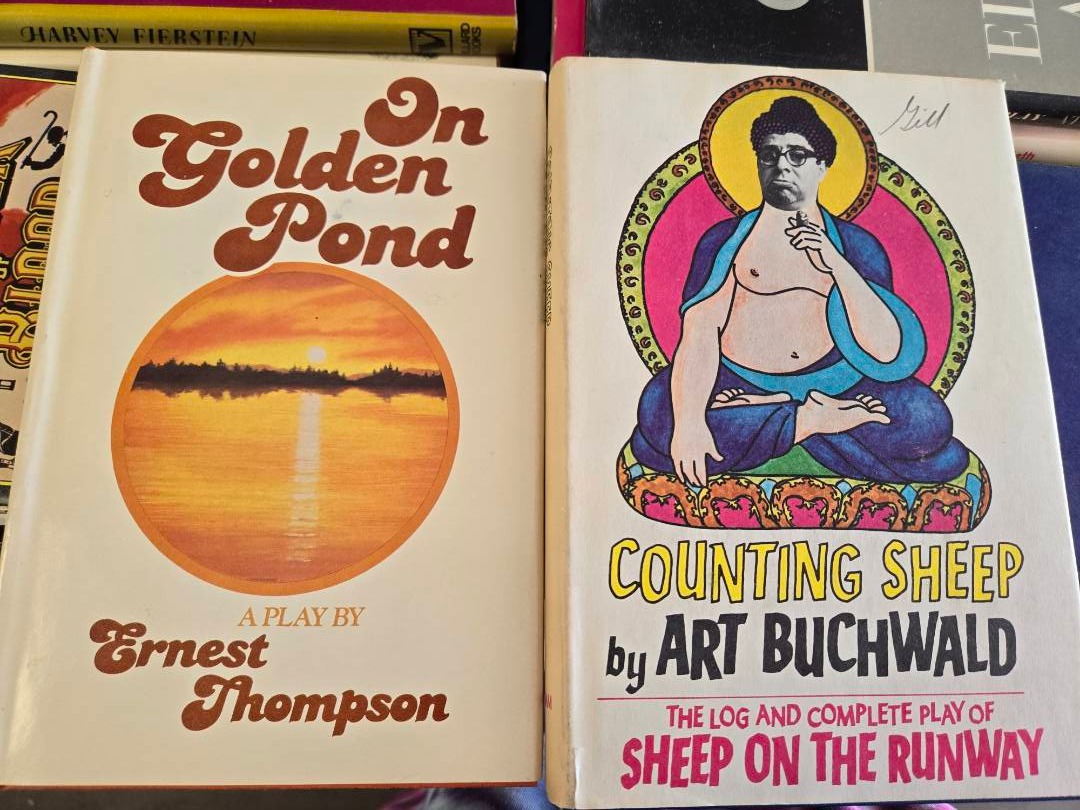 HARVEY FIERSTEIN
On
Golden
Pond
A PLAY BY
Ernest
Thompson
Gill
COUNTING SHEEP
by ART BUCHWALD
THE LOG AND COMPLETE PLAY OF
SHEEP ON THE RUNWAY